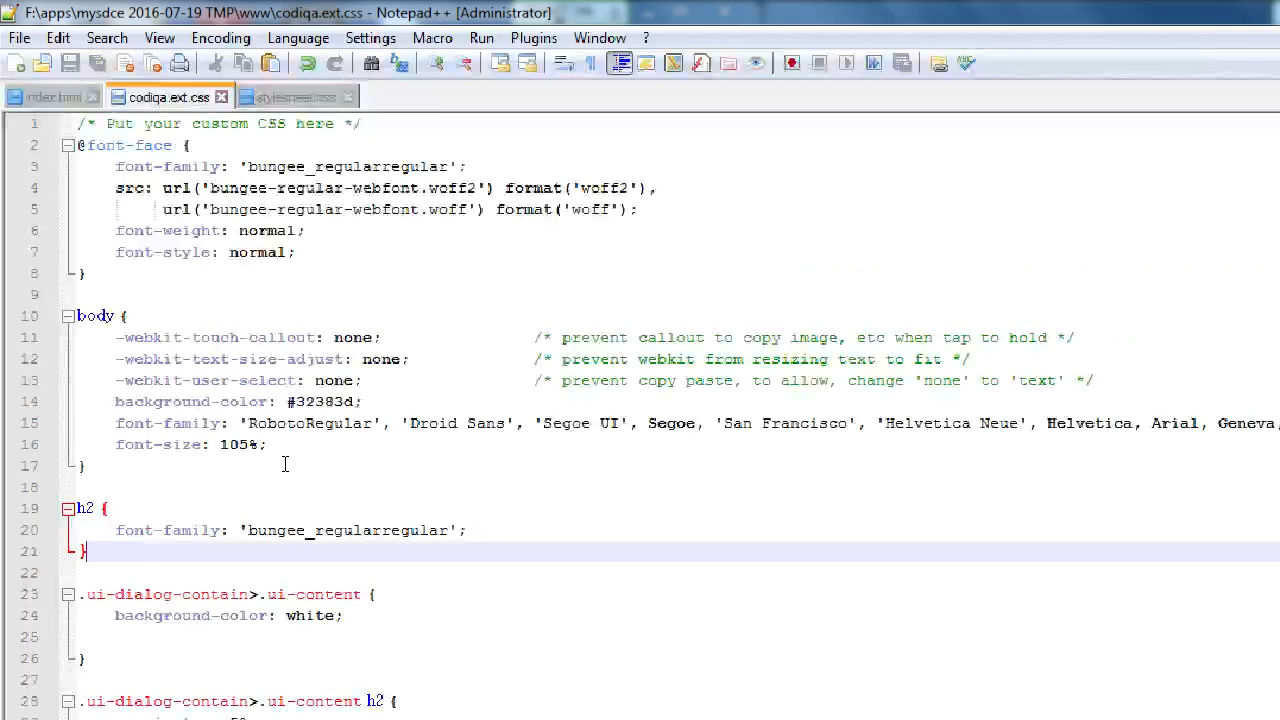 F:\apps\mysdce 2016-07-19 TMP\www\codiqa.ext.css - Notepad++ [Administrator]
File Edit Search View Encoding Language Settings Macro Run Plugins Window ?
index.html codiqa.ext.css stylesheet.css
1 /* Put your custom CSS here */
2 @font-face {
3 font-family: 'bungee_regularregular';
4 src: url('bungee-regular-webfont.woff2') format('woff2'),
5 url('bungee-regular-webfont.woff') format('woff');
6 font-weight: normal;
7 font-style: normal;
8 }
9
10 body {
11 -webkit-touch-callout: none; /* prevent callout to copy image, etc when tap to hold */
12 -webkit-text-size-adjust: none; /* prevent webkit from resizing text to fit */
13 -webkit-user-select: none; /* prevent copy paste, to allow, change 'none' to 'text' */
14 background-color: #32383d;
15 font-family: 'RobotoRegular', 'Droid Sans', 'Segoe UI', Segoe, 'San Francisco', 'Helvetica Neue', Helvetica, Arial, Geneva,
16 font-size: 105%;
17 }
18
19 h2 {
20 font-family: 'bungee_regularregular';
21 }
22
23 .ui-dialog-contain>.ui-content {
24 background-color: white;
25
26 }
27
28 .ui-dialog-contain>.ui-content h2 {